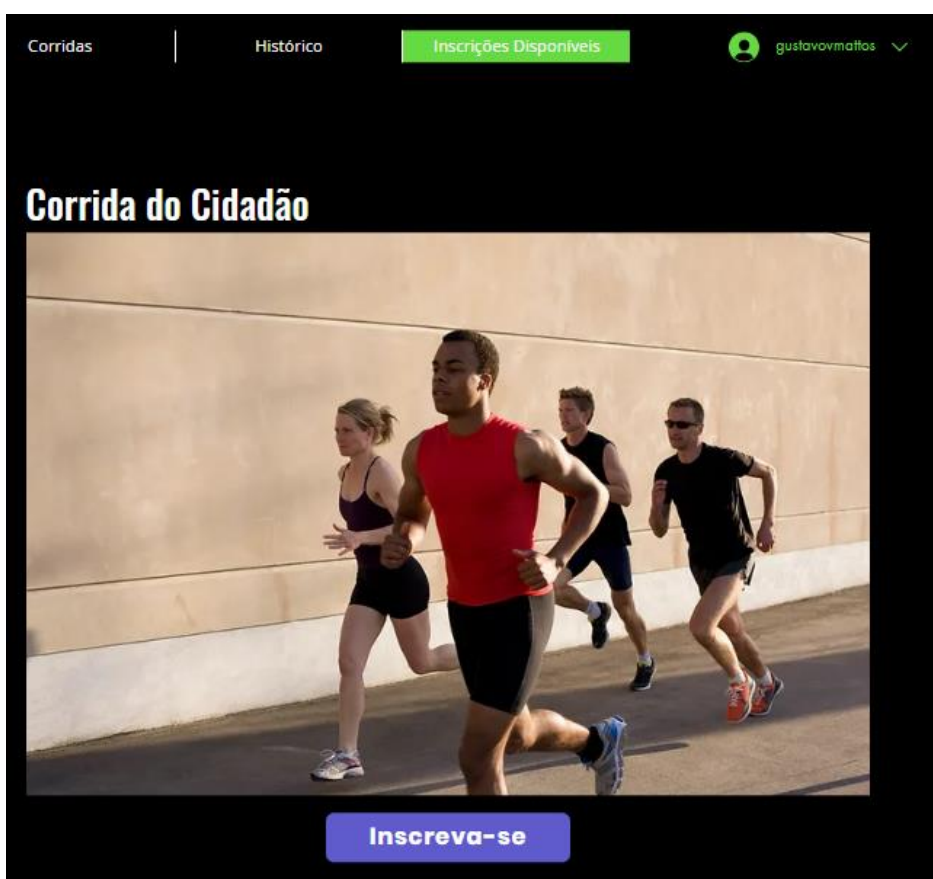 Corridas
Histórico
Inscrições Disponíveis
gustavovmattos
Corrida do Cidadão
Inscreva-se